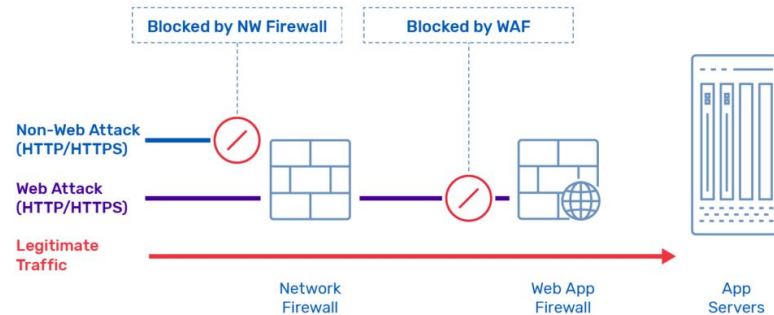 Blocked by NW Firewall
Blocked by WAF
Non-Web Attack
(HTTP/HTTPS)
Web Attack
(HTTP/HTTPS)
Legitimate
Traffic
Network
Firewall
Web App
Firewall
App
Servers